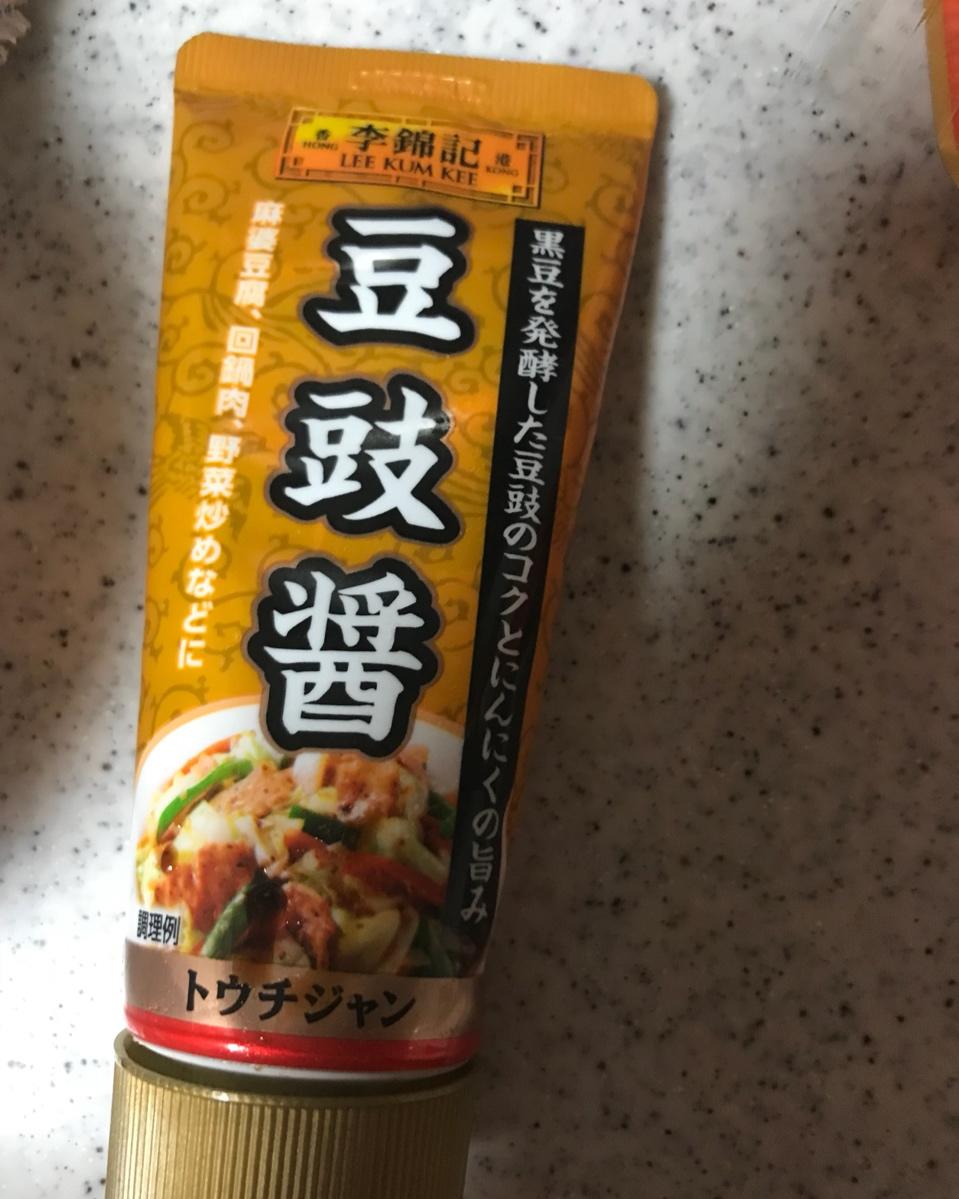 香 李錦記 港
HONG LEE KUM KEE KONG
黒豆を発酵した豆豉のコクとにんにくの旨み
豆豉醤
麻婆豆腐、回鍋肉、野菜炒めなどに
調理例
トウチジャン